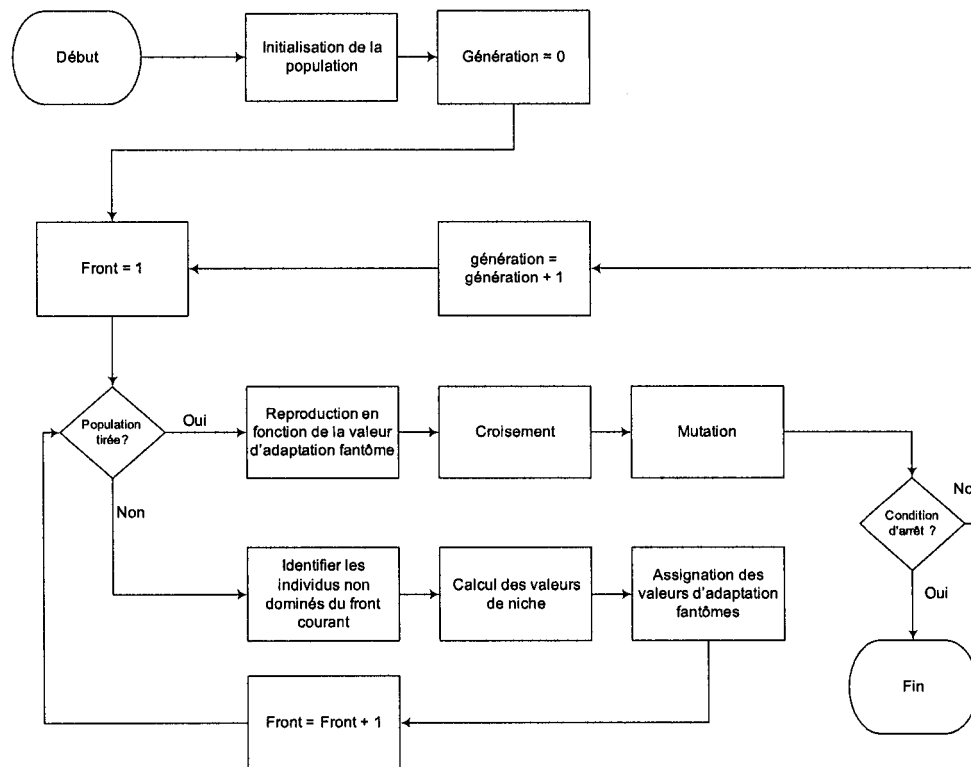 Début
Initialisation de la
population
Génération = 0
Front = 1
génération =
génération + 1
Population
tirée?
Oui
Reproduction en
fonction de la valeur
d'adaptation fantôme
Croisement
Mutation
Non
Condition
d'arrêt ?
No
Identifier les
individus non
dominés du front
courant
Calcul des valeurs
de niche
Assignation des
valeurs d'adaptation
fantômes
Oui
Front = Front + 1
Fin